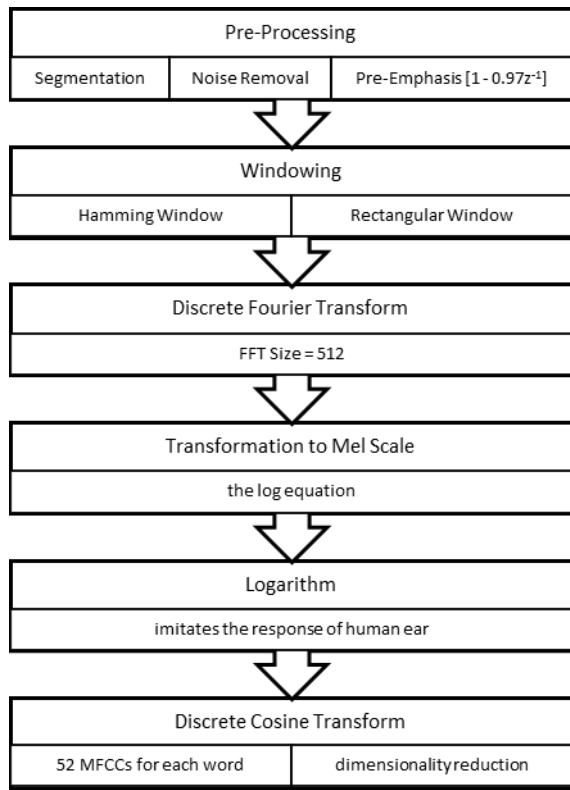 Pre-Processing
Segmentation
Noise Removal
Pre-Emphasis [1 - 0.97z⁻¹]
Windowing
Hamming Window
Rectangular Window
Discrete Fourier Transform
FFT Size = 512
Transformation to Mel Scale
the log equation
Logarithm
imitates the response of human ear
Discrete Cosine Transform
52 MFCCs for each word
dimensionality reduction